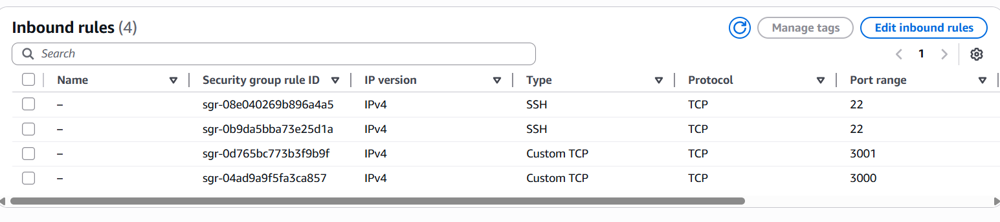 Inbound rules (4)
Manage tags
Edit inbound rules
Search
1
Name Security group rule ID IP version Type Protocol Port range
– sgr-08e040269b896a4a5 IPv4 SSH TCP 22
– sgr-0b9da5bba73e25d1a IPv4 SSH TCP 22
– sgr-0d765bc773b3f9b9f IPv4 Custom TCP TCP 3001
– sgr-04ad9a9f5fa3ca857 IPv4 Custom TCP TCP 3000